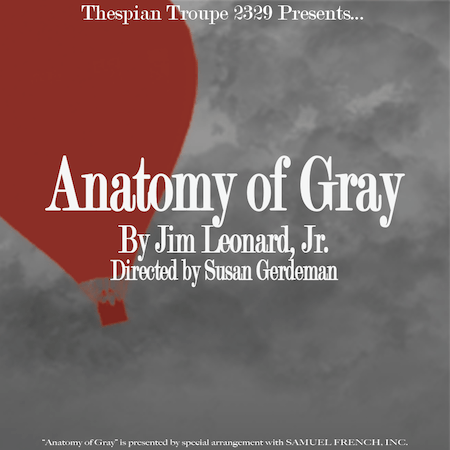 Thespian Troupe 2329 Presents...
Anatomy of Gray
By Jim Leonard, Jr.
Directed by Susan Gerdeman
"Anatomy of Gray" is presented by special arrangement with SAMUEL FRENCH, INC.